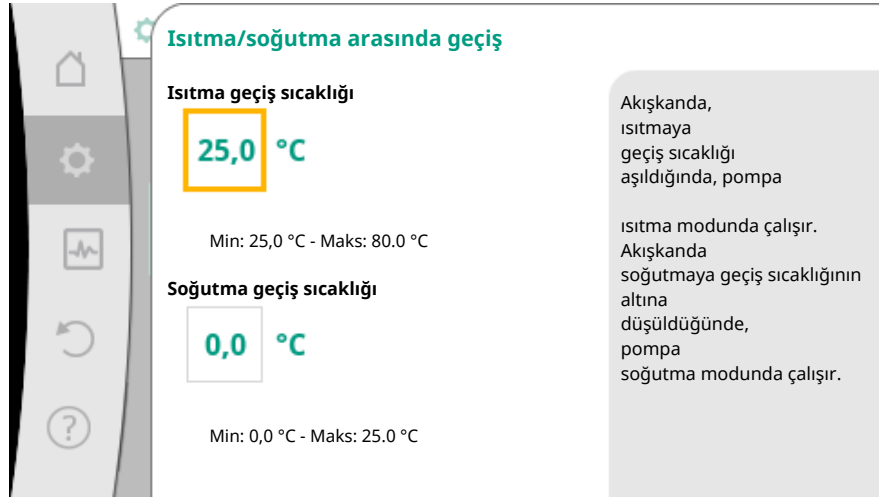 Isıtma/soğutma arasında geçiş
Isıtma geçiş sıcaklığı
25,0 °C
Min: 25,0 °C - Maks: 80.0 °C
Soğutma geçiş sıcaklığı
0,0 °C
Min: 0,0 °C - Maks: 25.0 °C
Akışkanda,
ısıtmaya
geçiş sıcaklığı
aşıldığında, pompa
ısıtma modunda çalışır.
Akışkanda
soğutmaya geçiş sıcaklığının
altına
düşüldüğünde,
pompa
soğutma modunda çalışır.
?